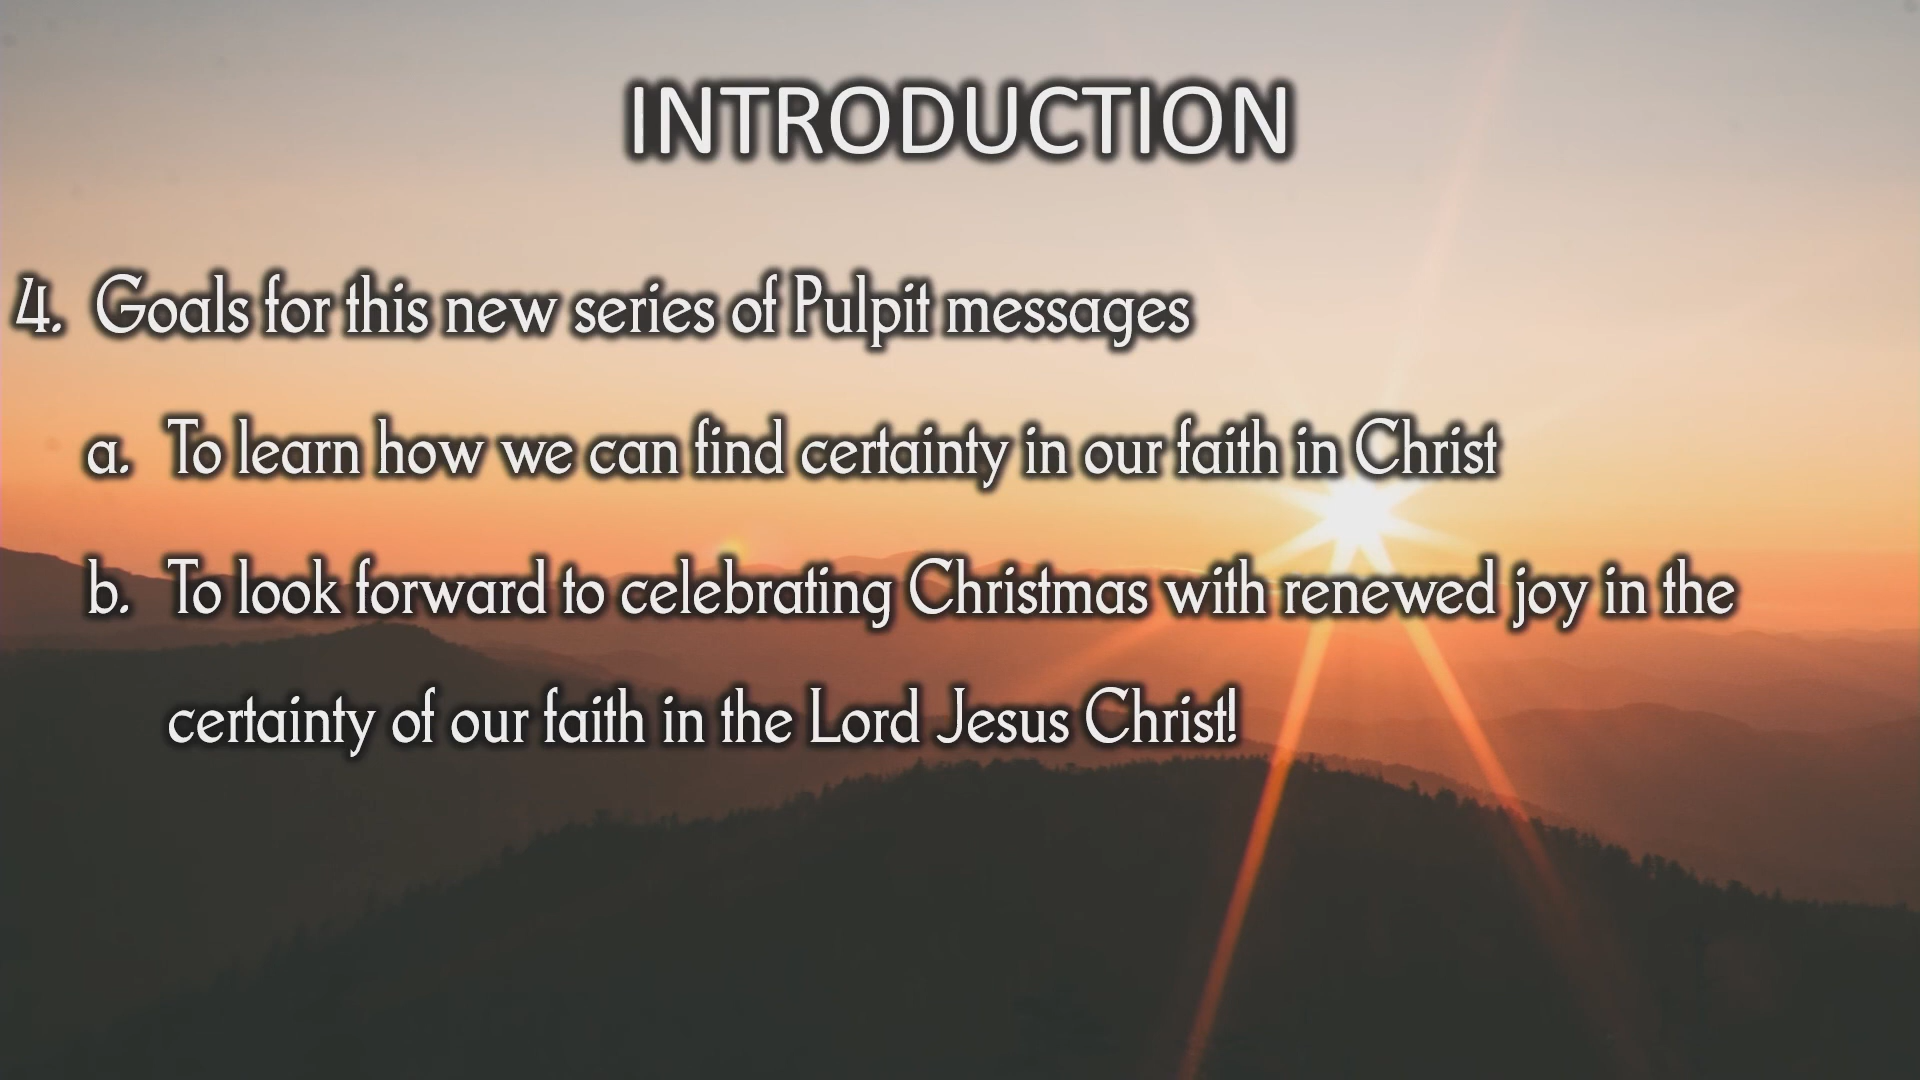 INTRODUCTION
4. Goals for this new series of Pulpit messages
a. To learn how we can find certainty in our faith in Christ
b. To look forward to celebrating Christmas with renewed joy in the
certainty of our faith in the Lord Jesus Christ!